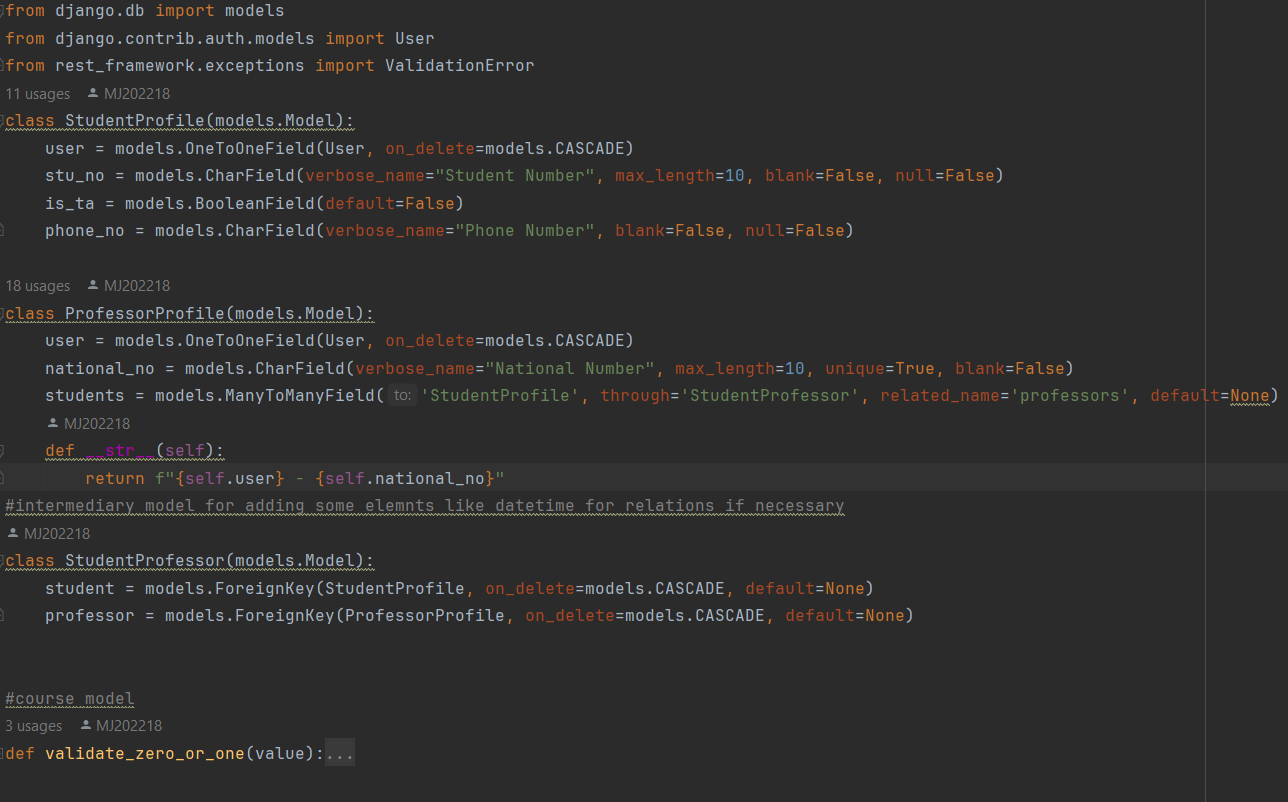 from django.db import models
from django.contrib.auth.models import User
from rest_framework.exceptions import ValidationError
11 usages MJ202218
class StudentProfile(models.Model):
    user = models.OneToOneField(User, on_delete=models.CASCADE)
    stu_no = models.CharField(verbose_name="Student Number", max_length=10, blank=False, null=False)
    is_ta = models.BooleanField(default=False)
    phone_no = models.CharField(verbose_name="Phone Number", blank=False, null=False)
18 usages MJ202218
class ProfessorProfile(models.Model):
    user = models.OneToOneField(User, on_delete=models.CASCADE)
    national_no = models.CharField(verbose_name="National Number", max_length=10, unique=True, blank=False)
    students = models.ManyToManyField( to: 'StudentProfile', through='StudentProfessor', related_name='professors', default=None)
    MJ202218
    def __str__(self):
        return f"{self.user} - {self.national_no}"
#intermediary model for adding some elemnts like datetime for relations if necessary
MJ202218
class StudentProfessor(models.Model):
    student = models.ForeignKey(StudentProfile, on_delete=models.CASCADE, default=None)
    professor = models.ForeignKey(ProfessorProfile, on_delete=models.CASCADE, default=None)
#course model
3 usages MJ202218
def validate_zero_or_one(value):...